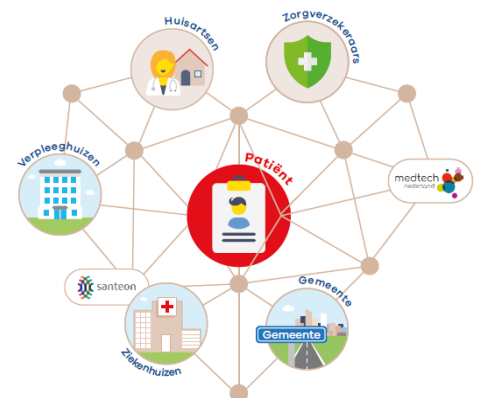 Huisartsen
Zorgverzekeraars
Verpleeghuizen
Patiënt
medtech
nederland
santeon
Ziekenhuizen
Gemeente
Gemeente